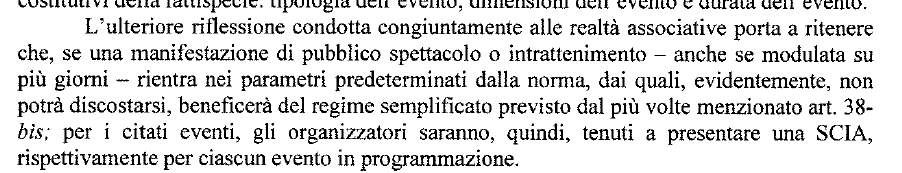 costitutivi della fattispecie: tipologia dell'evento, dimensioni dell'evento e durata dell'evento.
L'ulteriore riflessione condotta congiuntamente alle realtà associative porta a ritenere
che, se una manifestazione di pubblico spettacolo o intrattenimento – anche se modulata su
più giorni – rientra nei parametri predeterminati dalla norma, dai quali, evidentemente, non
potrà discostarsi, beneficerà del regime semplificato previsto dal più volte menzionato art. 38-
bis; per i citati eventi, gli organizzatori saranno, quindi, tenuti a presentare una SCIA,
rispettivamente per ciascun evento in programmazione.